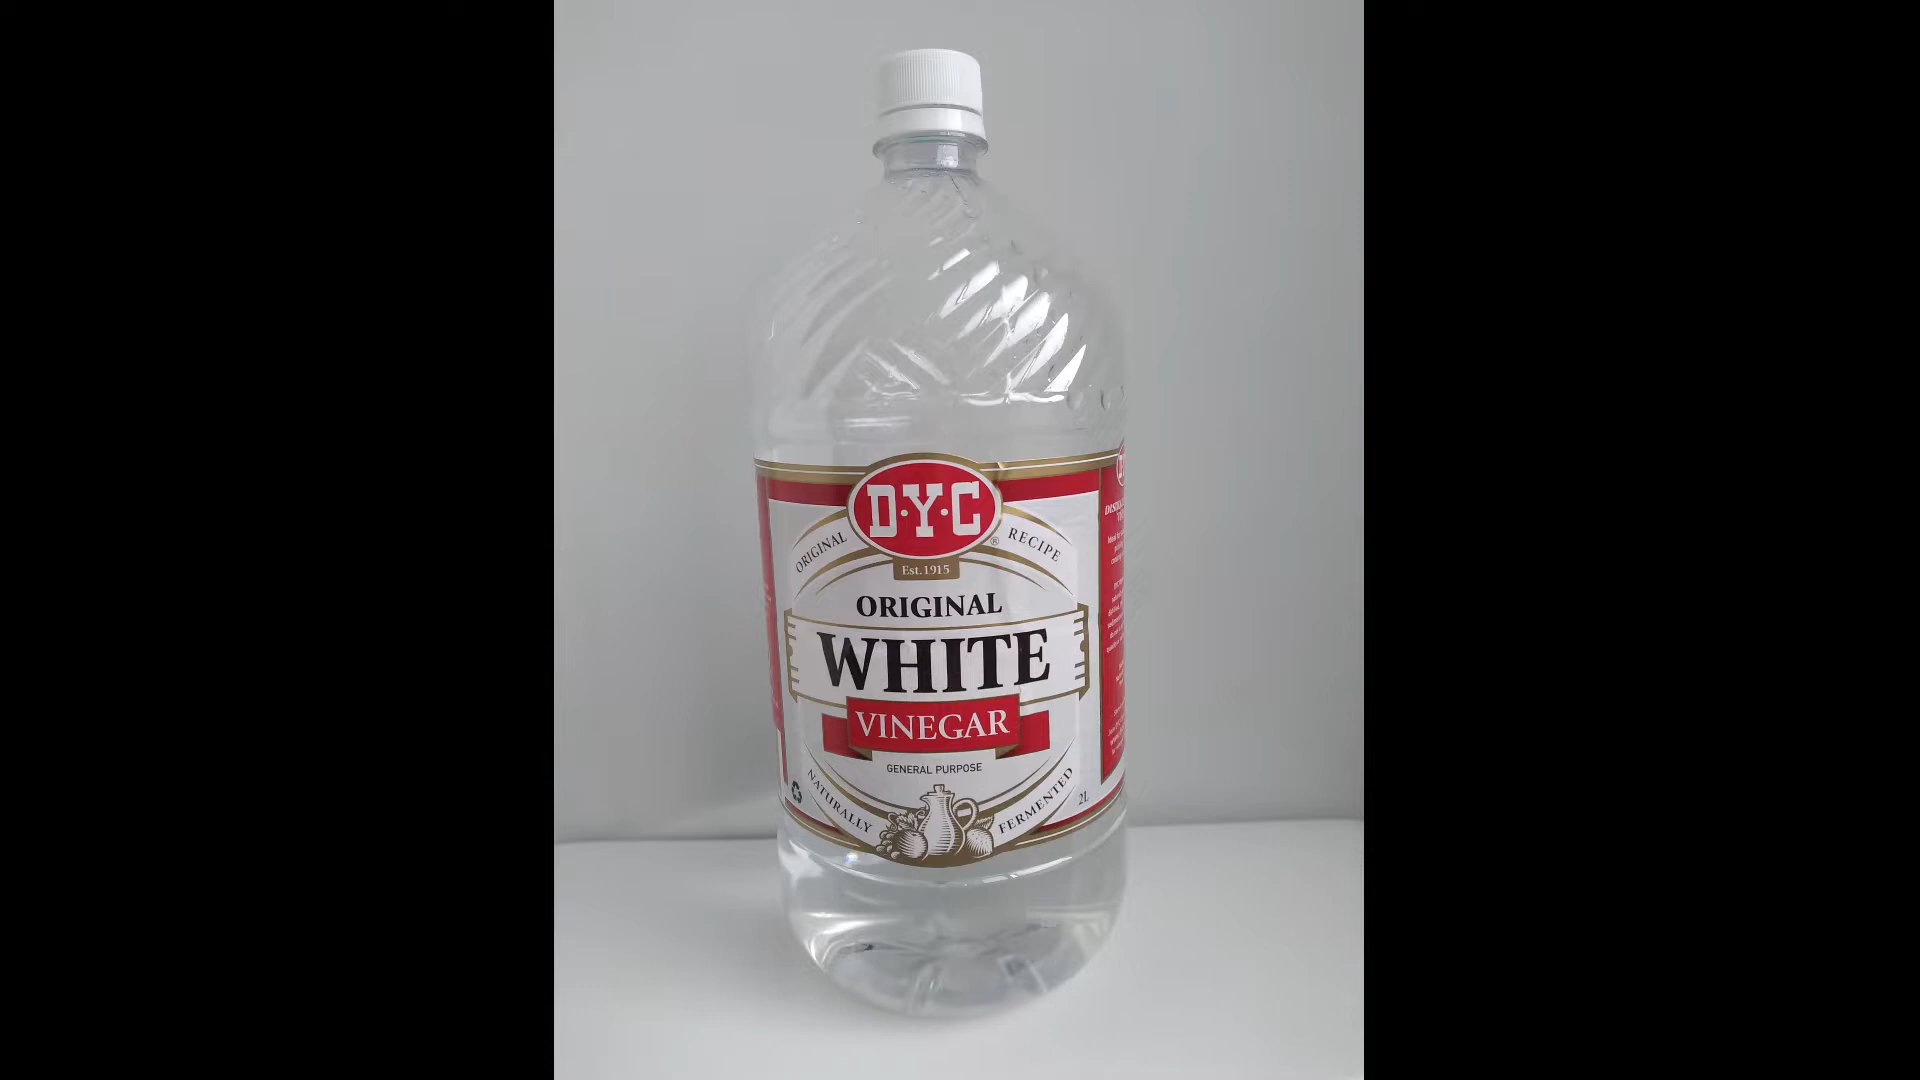 D·Y·C
®
ORIGINAL RECIPE
Est. 1915
ORIGINAL
WHITE
VINEGAR
GENERAL PURPOSE
NATURALLY FERMENTED
2L